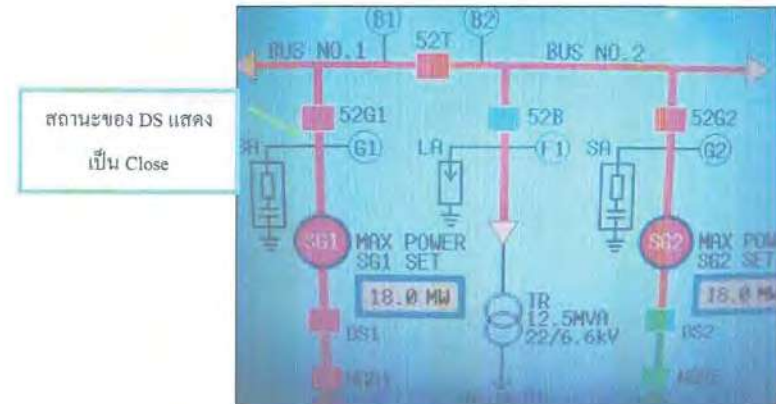 B1
B2
52T
BUS NO.1
BUS NO.2
สถานะของ DS แสดง
เป็น Close
52G1
52B
52G2
SA
G1
LA
F1
SA
G2
SG1
MAX POWER
SG1 SET
18.0 MW
SG2
MAX
SG2 SET
18.0 MW
TR
12.5MVA
22/6.6kV
DS1
DS2